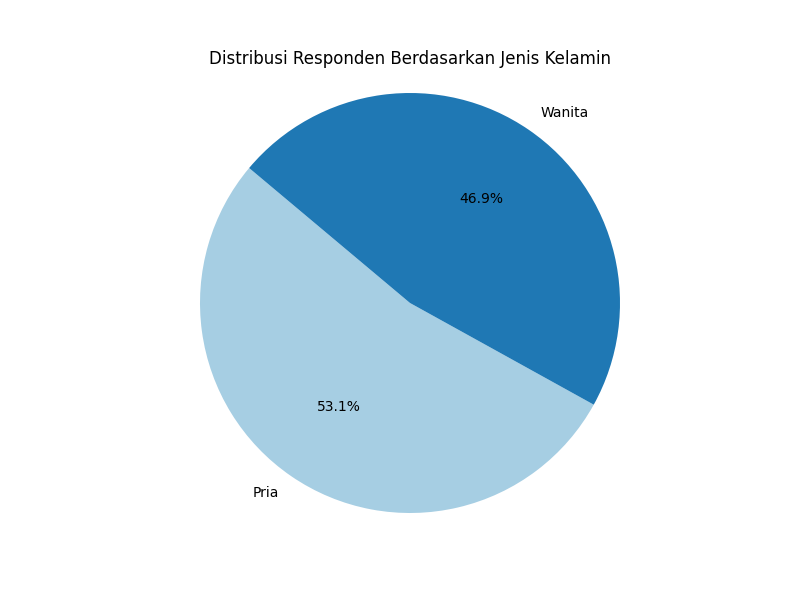 Distribusi Responden Berdasarkan Jenis Kelamin
Wanita
46.9%
53.1%
Pria